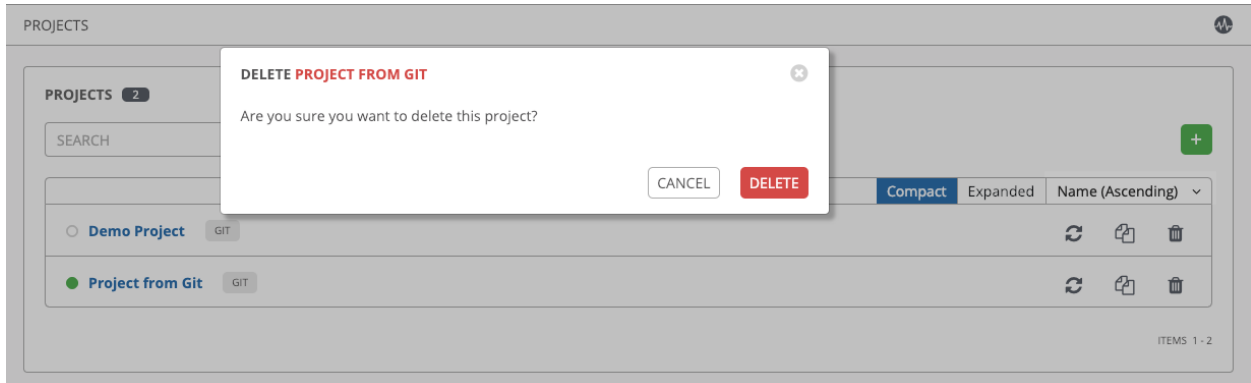 PROJECTS
DELETE PROJECT FROM GIT
Are you sure you want to delete this project?
CANCEL DELETE
PROJECTS 2
SEARCH
+
Compact Expanded Name (Ascending)
Demo Project GIT
Project from Git GIT
ITEMS 1 - 2